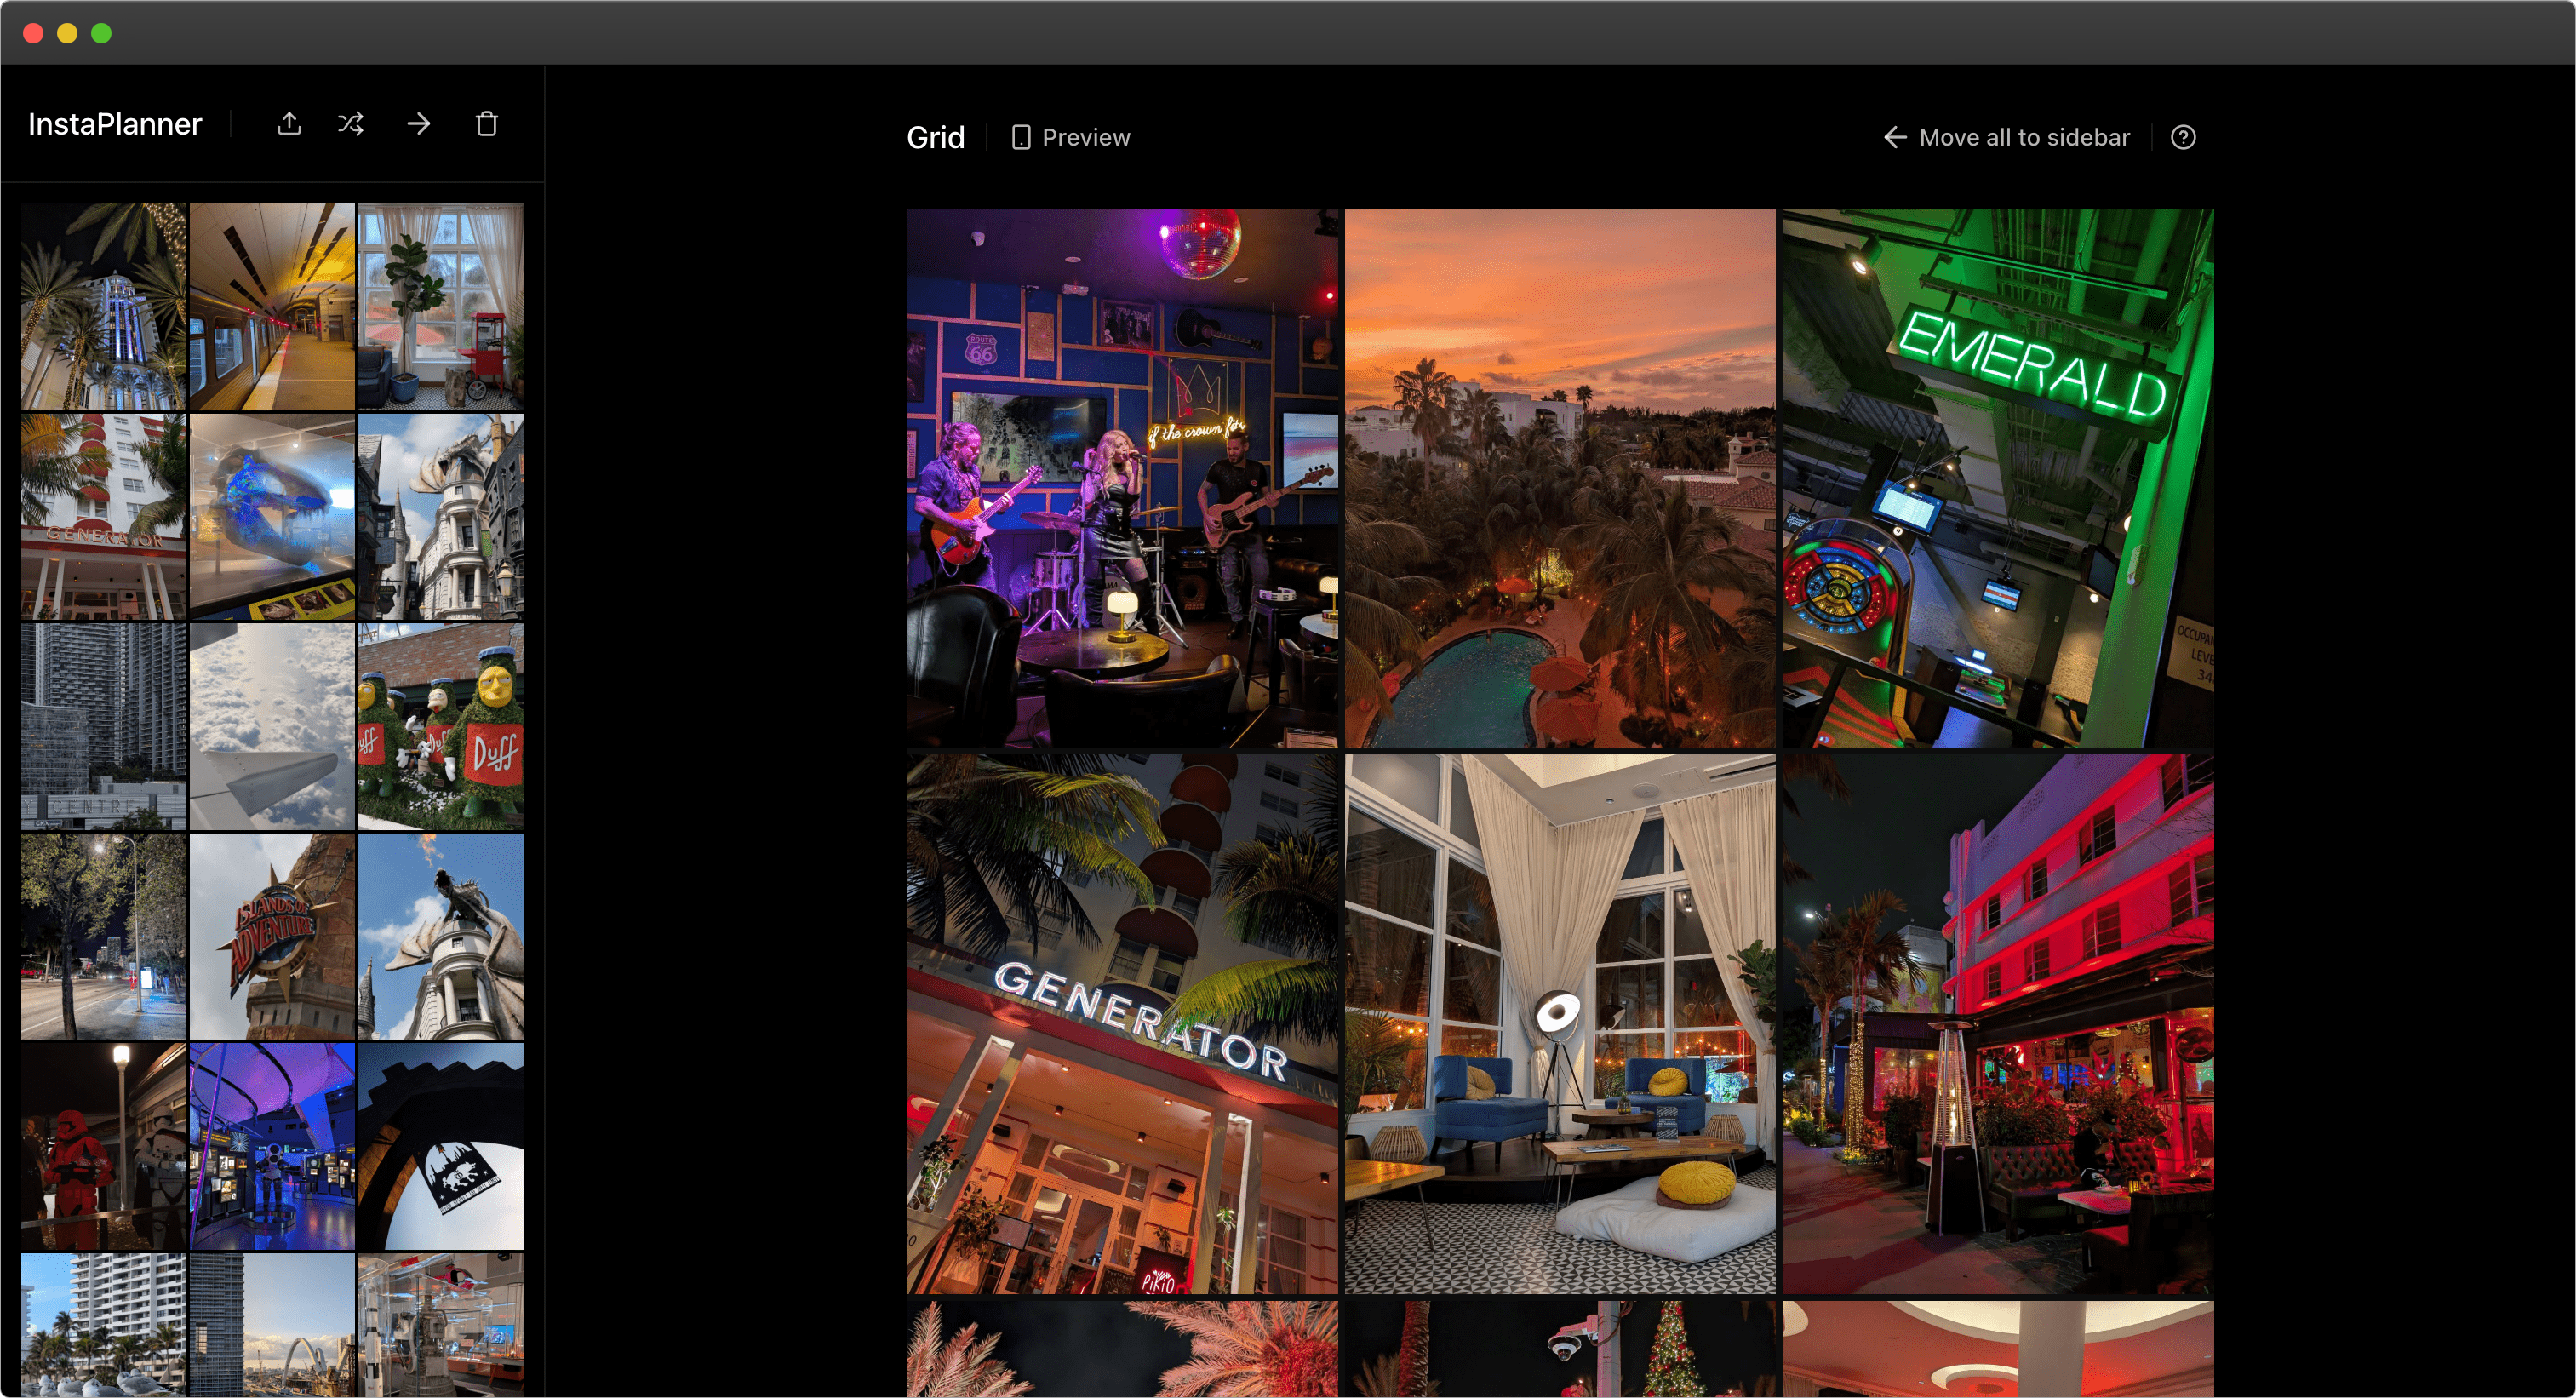 InstaPlanner
Grid
Preview
Move all to sidebar
ROUTE
66
if the crown fits
EMERALD
OCCUPAN
LEVE
34
GENERATOR
Duff
Duff
CENTRE
ISLANDS OF
ADVENTURE
GENERATOR
PIKIO